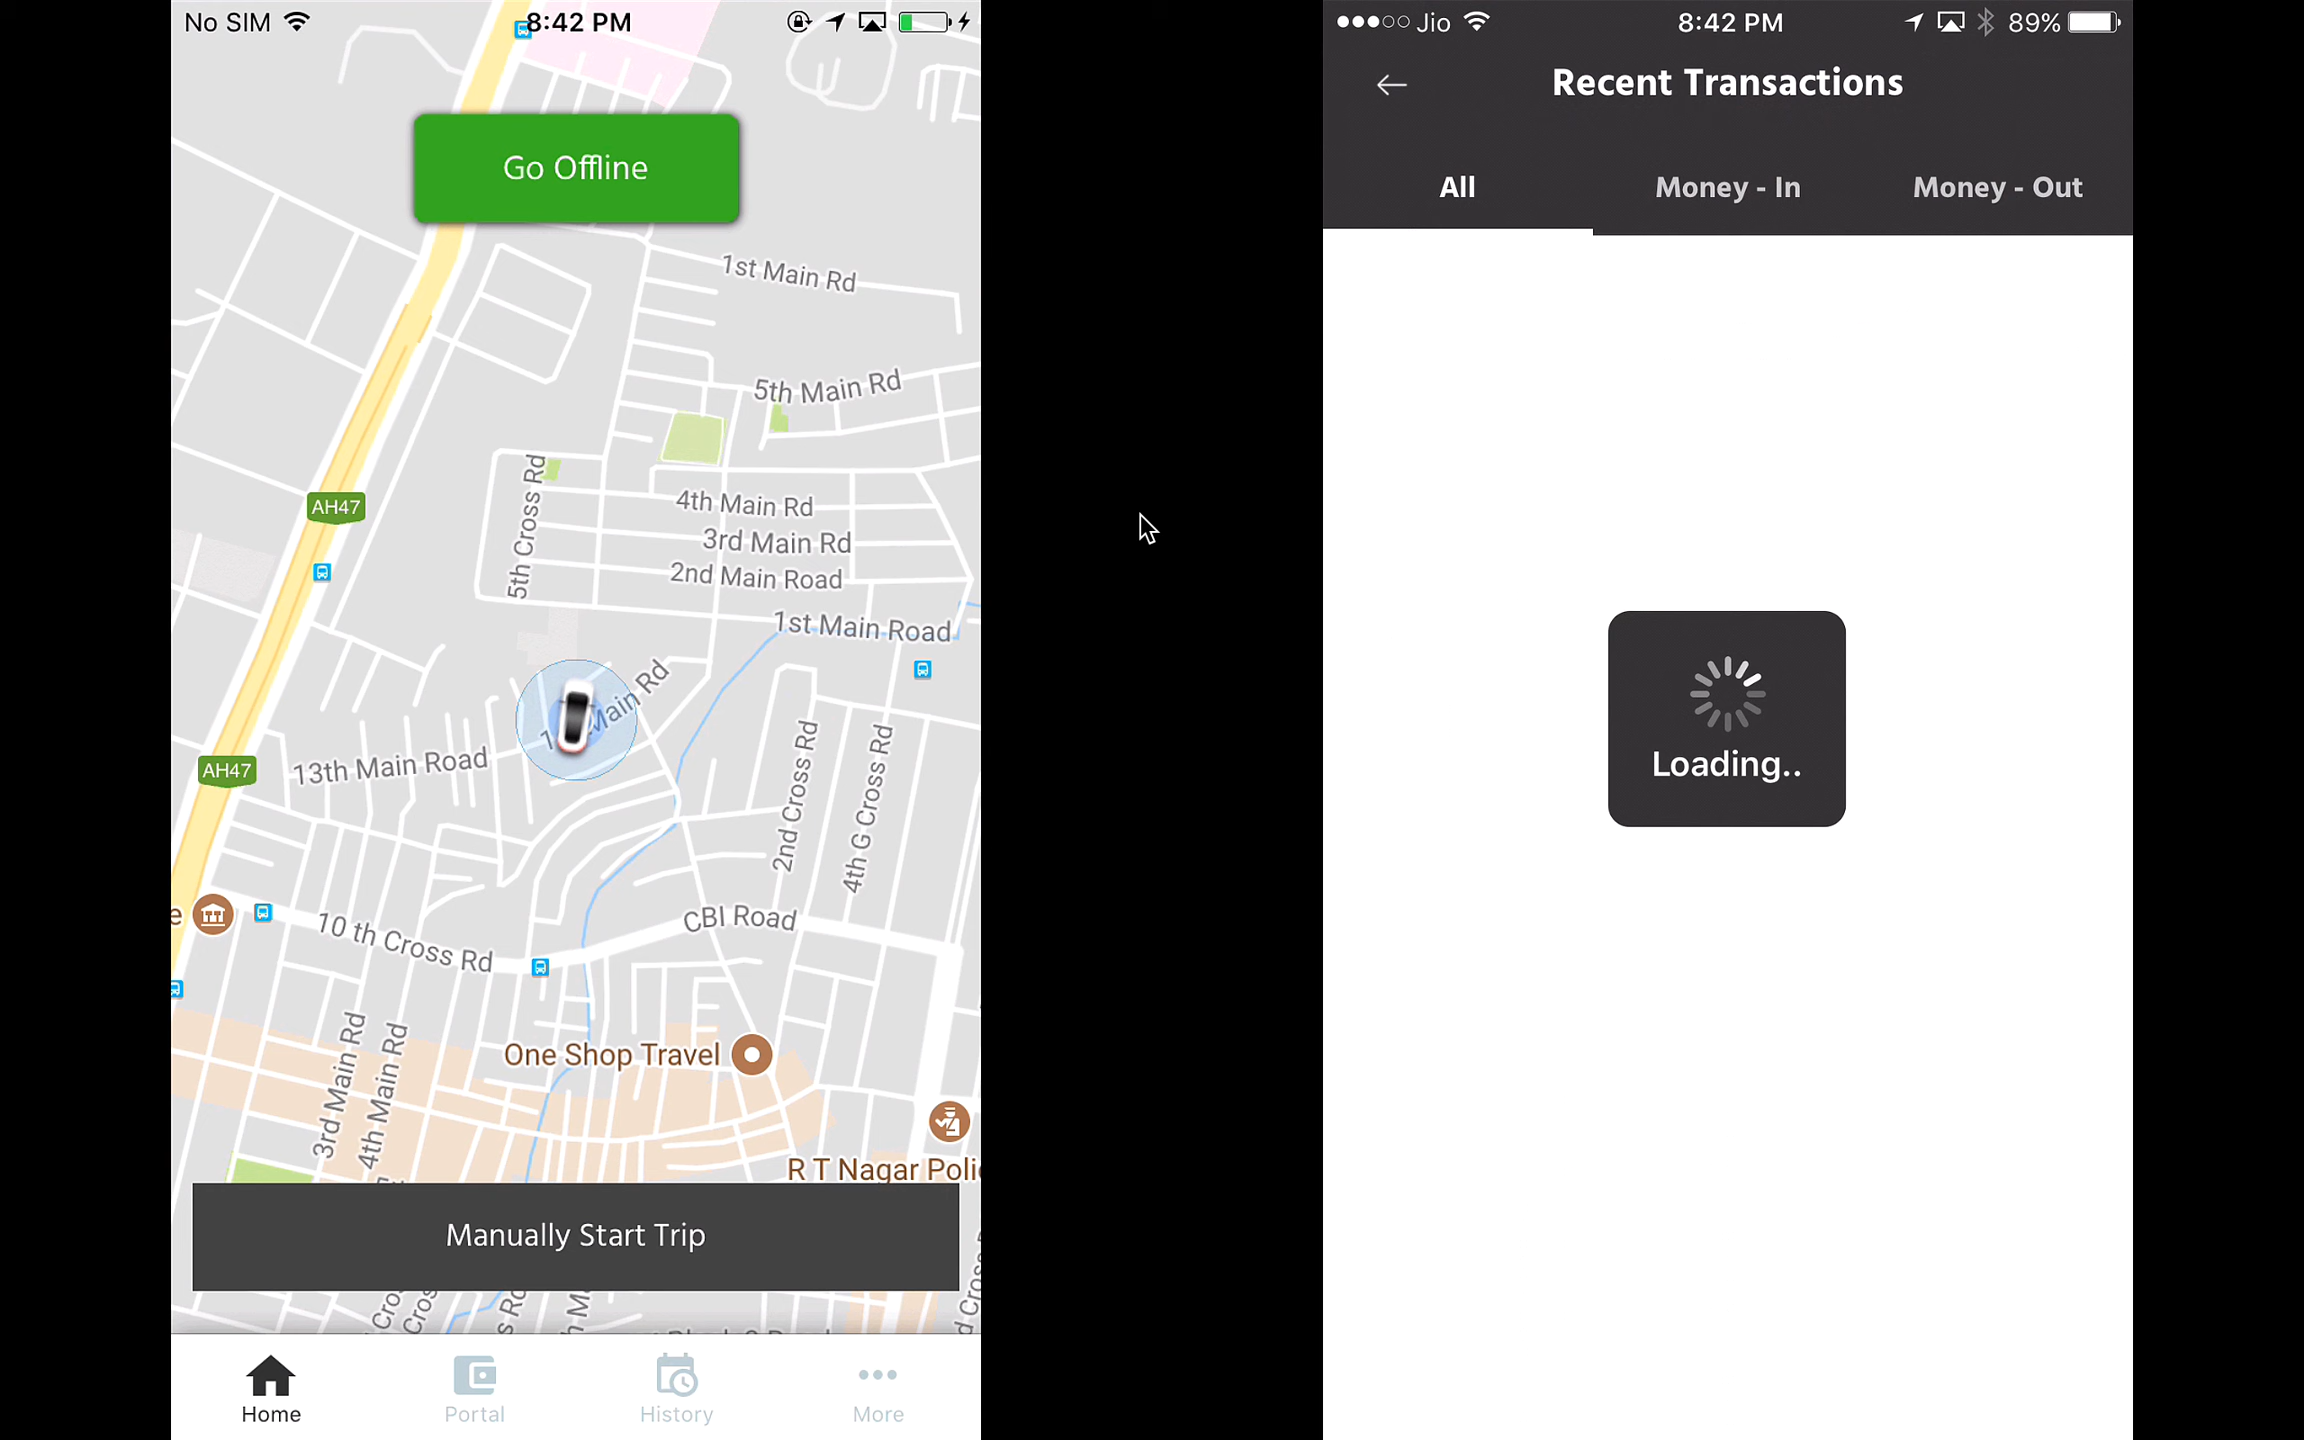 No SIM
8:42 PM
Go Offline
1st Main Rd
5th Main Rd
5th Cross Rd
4th Main Rd
AH47
3rd Main Rd
2nd Main Road
1st Main Road
Main Rd
13th Main Road
AH47
2nd Cross Rd
4th G Cross Rd
e
CBI Road
10 th Cross Rd
3rd Main Rd
4th Main Rd
One Shop Travel
R T Nagar Poli
Manually Start Trip
Home
Portal
History
More
Jio
8:42 PM
89%
Recent Transactions
All
Money - In
Money - Out
Loading..